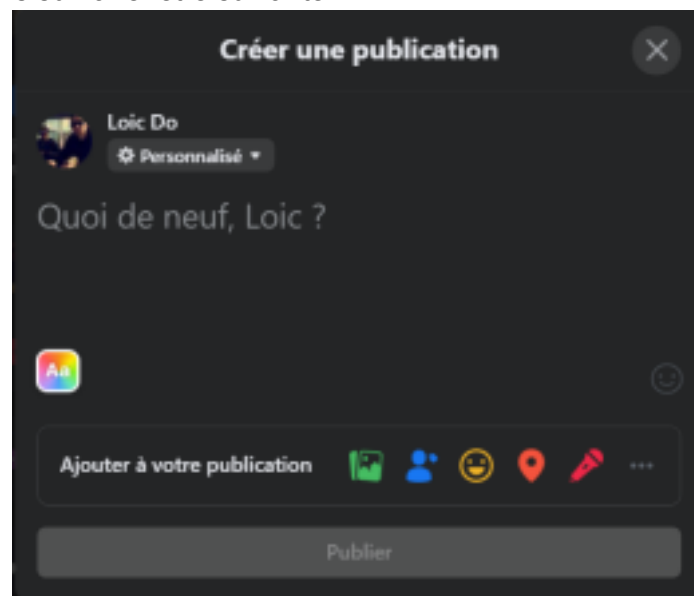 Créer une publication
Loic Do
Personnalisé
Quoi de neuf, Loic ?
Aa
Ajouter à votre publication
Publier